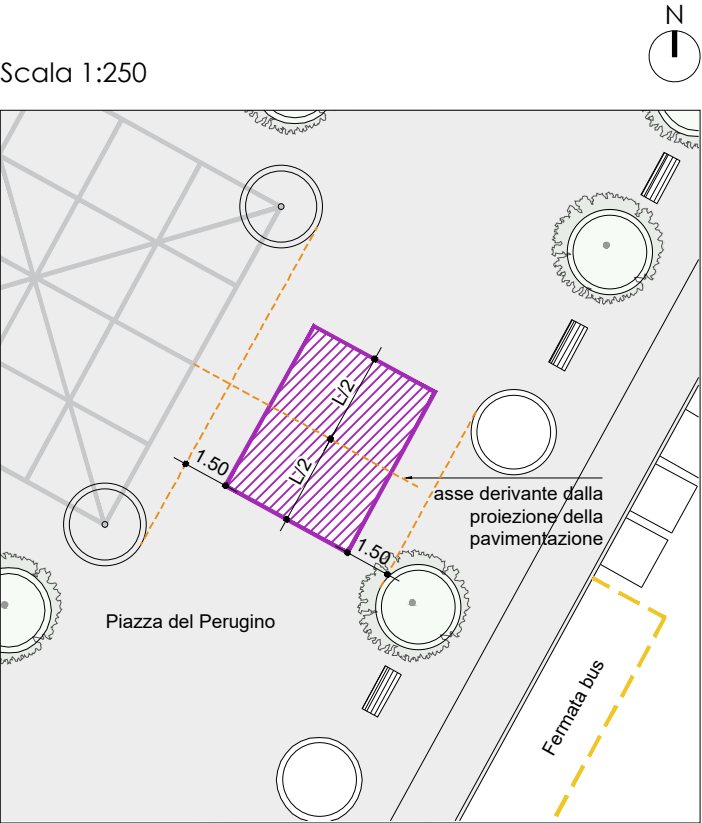 N
Scala 1:250
L/2
L/2
1.50
asse derivante dalla
proiezione della
pavimentazione
1.50
Piazza del Perugino
Fermata bus